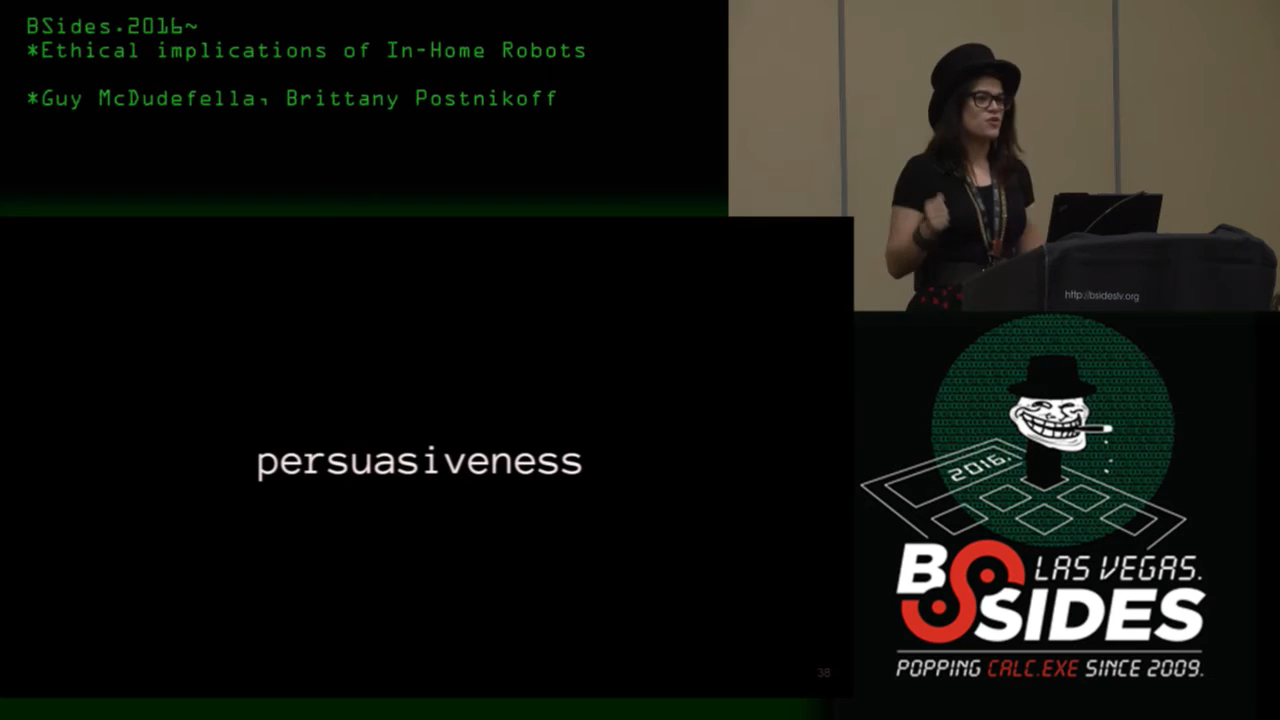 BSides.2016~
*Ethical implications of In-Home Robots
*Guy McDudefella, Brittany Postnikoff
http://bsideslv.org
persuasiveness
38
2016.
BSIDES LAS VEGAS.
POPPING CALC.EXE SINCE 2009.